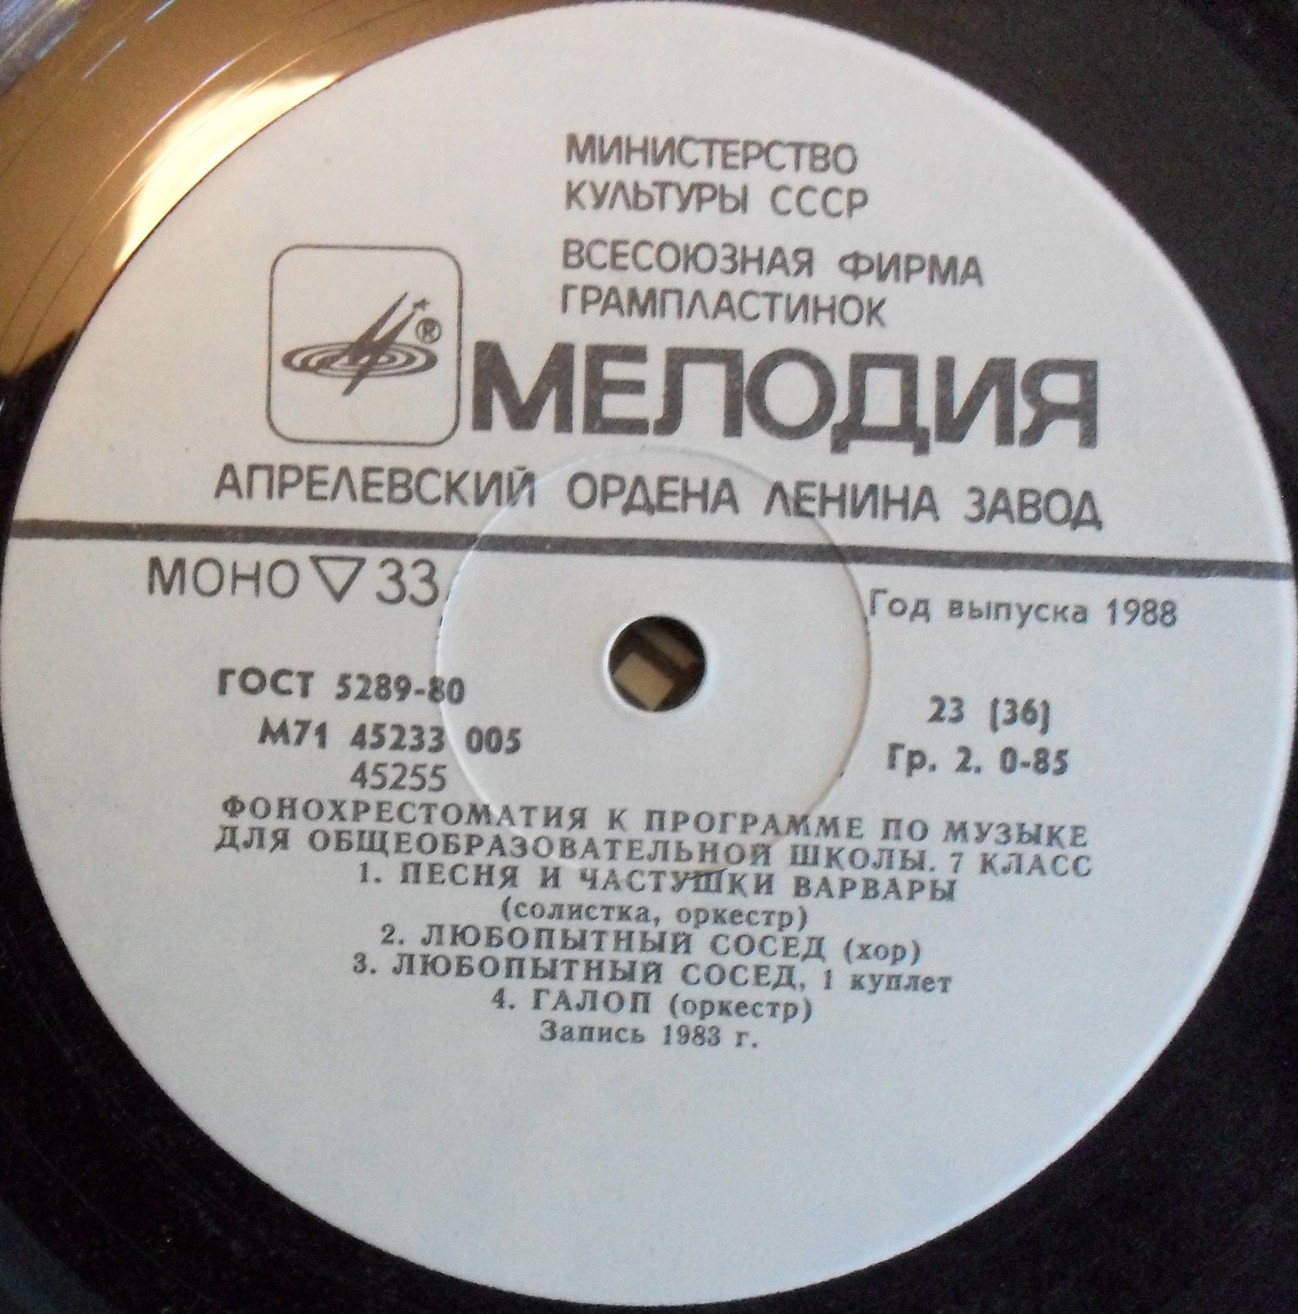 МИНИСТЕРСТВО
КУЛЬТУРЫ СССР
ВСЕСОЮЗНАЯ ФИРМА
ГРАМПЛАСТИНОК
®
МЕЛОДИЯ
АПРЕЛЕВСКИЙ ОРДЕНА ЛЕНИНА ЗАВОД
МОНО ▽ 33
Год выпуска 1988
ГОСТ 5289-80
23 (36)
М71 45233 005
Гр. 2. 0-85
45255
ФОНОХРЕСТОМАТИЯ К ПРОГРАММЕ ПО МУЗЫКЕ
ДЛЯ ОБЩЕОБРАЗОВАТЕЛЬНОЙ ШКОЛЫ. 7 КЛАСС
1. ПЕСНЯ И ЧАСТУШКИ ВАРВАРЫ
(солистка, оркестр)
2. ЛЮБОПЫТНЫЙ СОСЕД (хор)
3. ЛЮБОПЫТНЫЙ СОСЕД, 1 куплет
4. ГАЛОП (оркестр)
Запись 1983 г.